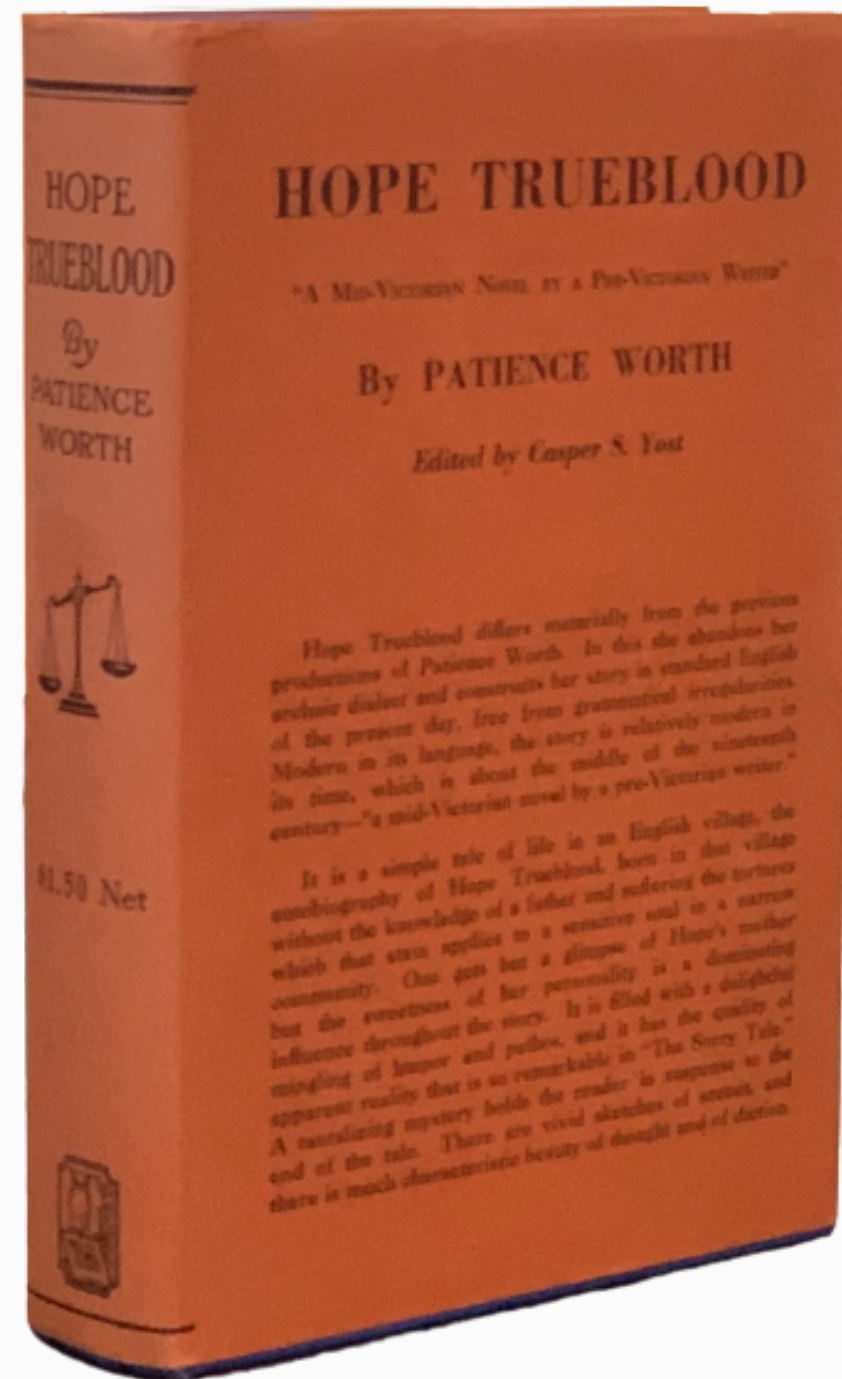 HOPE
TRUEBLOOD
By
PATIENCE
WORTH
$1.50 Net
HOPE TRUEBLOOD
"A Mid-Victorian Novel by a Pre-Victorian Writer"
By PATIENCE WORTH
Edited by Casper S. Yost
Hope Trueblood differs materially from the previous
productions of Patience Worth. In this she abandons her
archaic dialect and constructs her story in standard English
of the present day, free from grammatical irregularities.
Modern in its language, the story is relatively modern in
its time, which is about the middle of the nineteenth
century—"a mid-Victorian novel by a pre-Victorian writer."
It is a simple tale of life in an English village, the
autobiography of Hope Trueblood, born in that village
without the knowledge of a father and suffering the tortures
which that stain applies to a sensitive soul in a narrow
community. One gets but a glimpse of Hope's mother
but the sweetness of her personality is a dominating
influence throughout the story. It is filled with a delightful
mingling of humor and pathos, and it has the quality of
apparent reality that is so remarkable in "The Sorry Tale."
A tantalizing mystery holds the reader in suspense to the
end of the tale. There are vivid sketches of scenes, and
there is much characteristic beauty of thought and of diction.